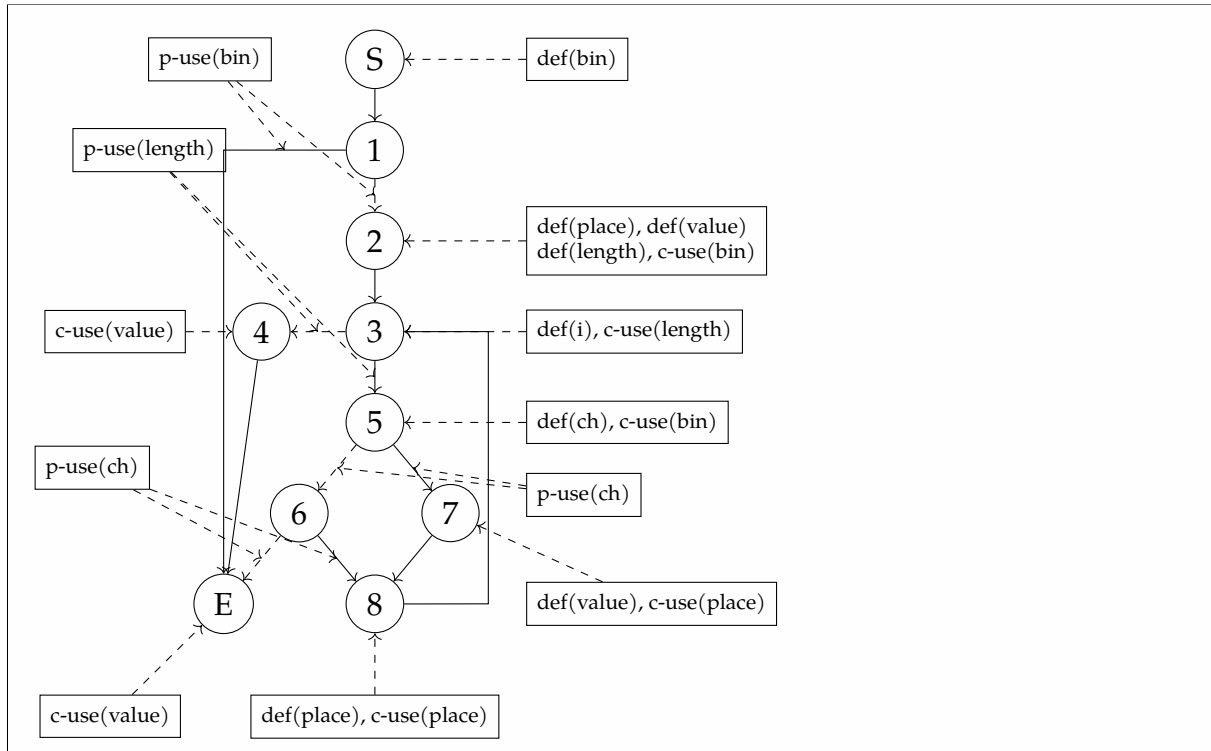 p-use(bin)
S
def(bin)
p-use(length)
1
2
def(place), def(value)
def(length), c-use(bin)
c-use(value)
4
3
def(i), c-use(length)
5
def(ch), c-use(bin)
p-use(ch)
6
7
p-use(ch)
E
8
def(value), c-use(place)
c-use(value)
def(place), c-use(place)